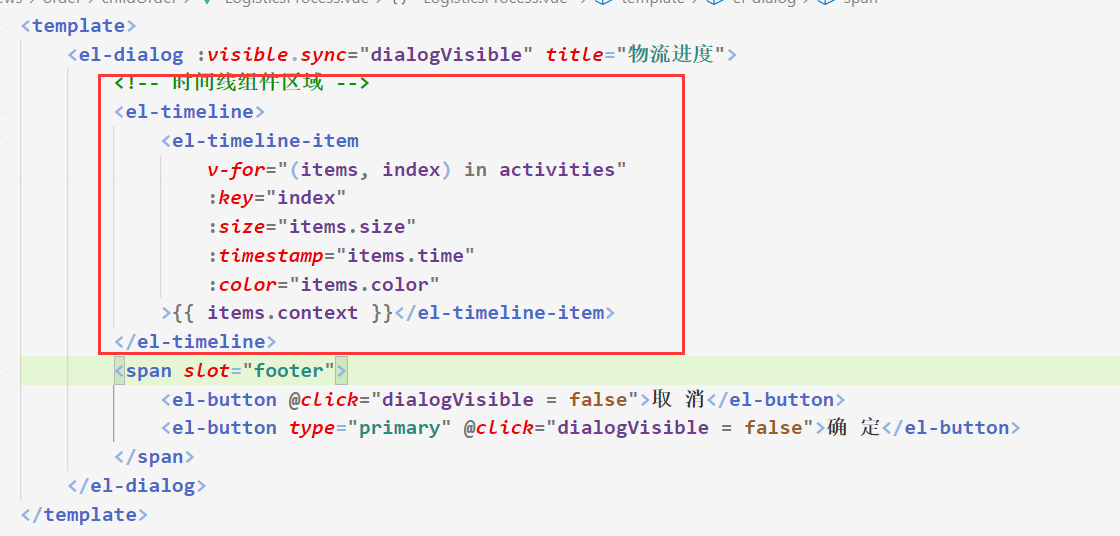 order > childOrder > LogisticsProcess.vue > {} "LogisticsProcess.vue" > template > el-dialog > span
<template>
<el-dialog :visible.sync="dialogVisible" title="物流进度">
<!-- 时间线组件区域 -->
<el-timeline>
<el-timeline-item
v-for="(items, index) in activities"
:key="index"
:size="items.size"
:timestamp="items.time"
:color="items.color"
>{{ items.context }}</el-timeline-item>
</el-timeline>
<span slot="footer">
<el-button @click="dialogVisible = false">取 消</el-button>
<el-button type="primary" @click="dialogVisible = false">确 定</el-button>
</span>
</el-dialog>
</template>